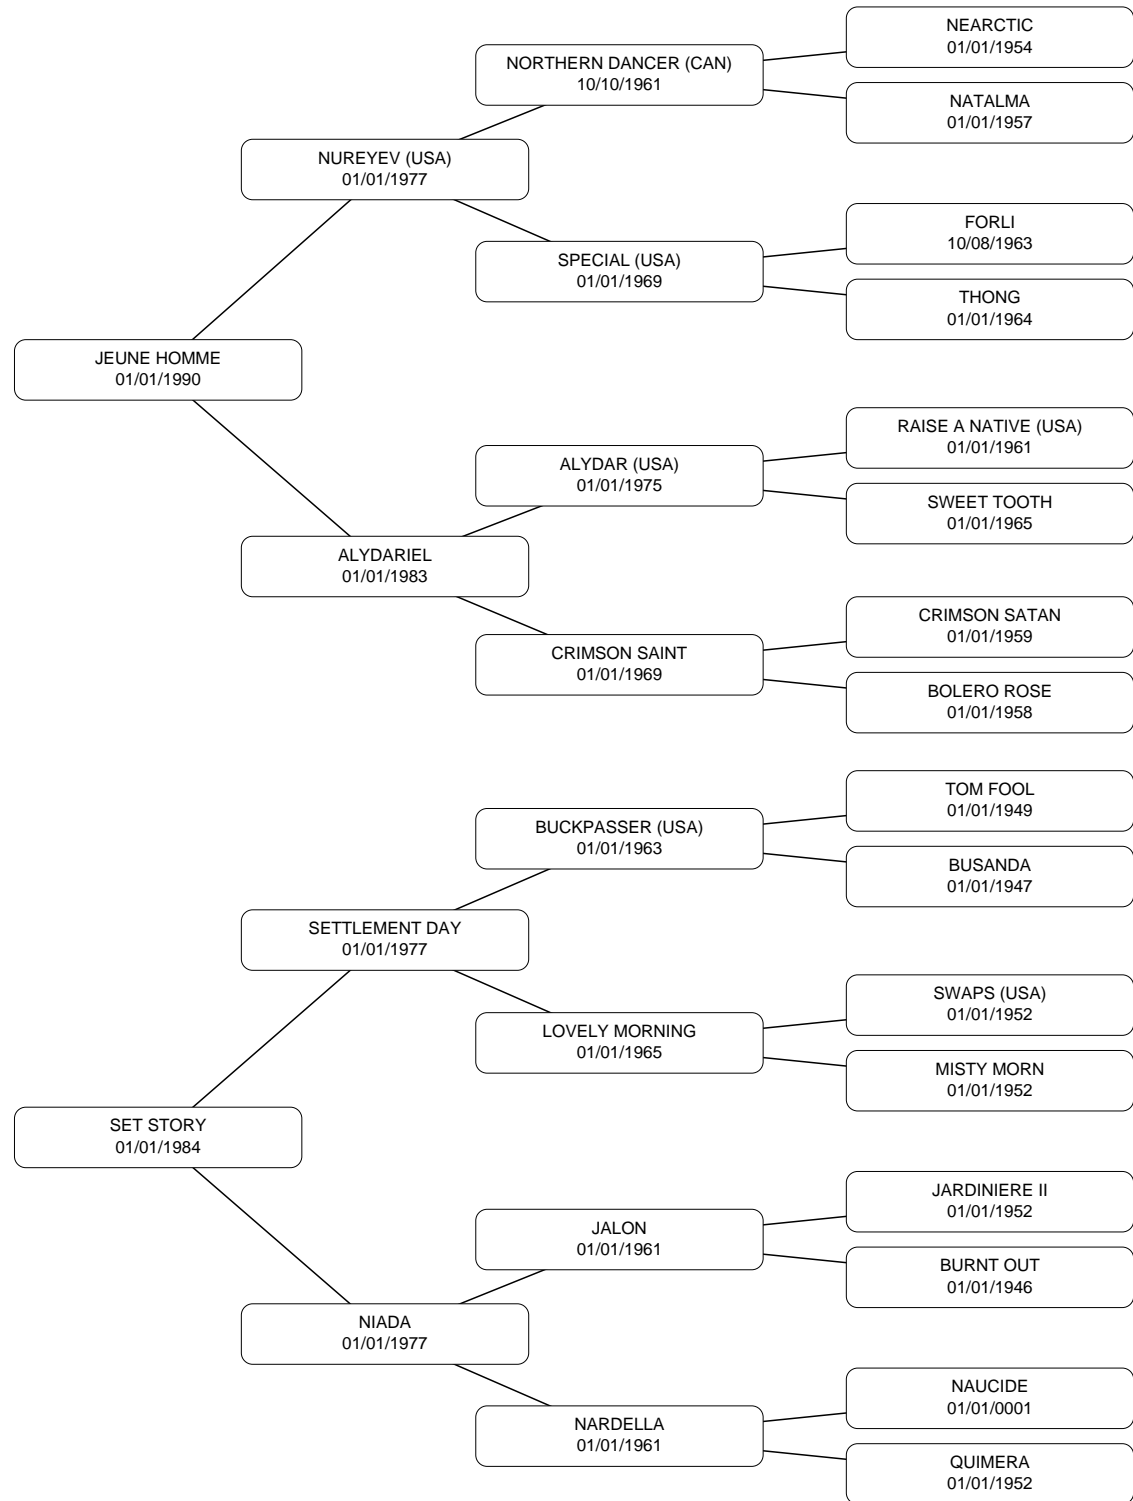 NEARCTIC
01/01/1954
NORTHERN DANCER (CAN)
10/10/1961
NATALMA
01/01/1957
NUREYEV (USA)
01/01/1977
FORLI
10/08/1963
SPECIAL (USA)
01/01/1969
THONG
01/01/1964
JEUNE HOMME
01/01/1990
RAISE A NATIVE (USA)
01/01/1961
ALYDAR (USA)
01/01/1975
SWEET TOOTH
01/01/1965
ALYDARIEL
01/01/1983
CRIMSON SATAN
01/01/1959
CRIMSON SAINT
01/01/1969
BOLERO ROSE
01/01/1958
TOM FOOL
01/01/1949
BUCKPASSER (USA)
01/01/1963
BUSANDA
01/01/1947
SETTLEMENT DAY
01/01/1977
SWAPS (USA)
01/01/1952
LOVELY MORNING
01/01/1965
MISTY MORN
01/01/1952
SET STORY
01/01/1984
JARDINIERE II
01/01/1952
JALON
01/01/1961
BURNT OUT
01/01/1946
NIADA
01/01/1977
NAUCIDE
01/01/0001
NARDELLA
01/01/1961
QUIMERA
01/01/1952